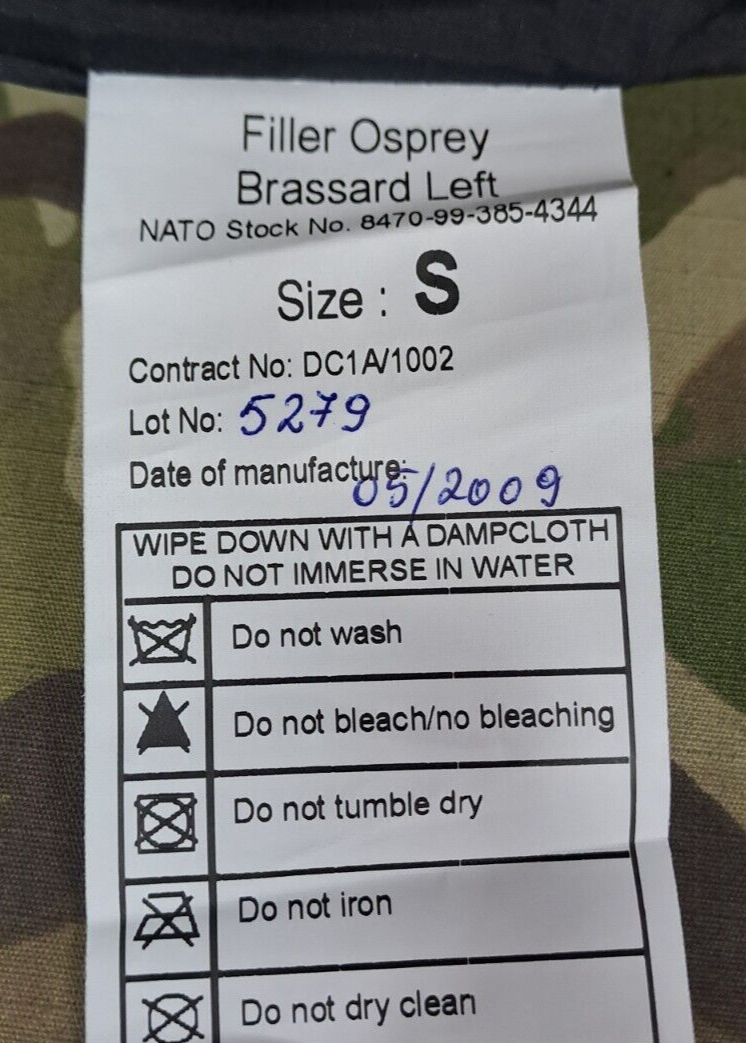 Filler Osprey
Brassard Left
NATO Stock No. 8470-99-385-4344
Size : S
Contract No: DC1A/1002
Lot No: 5279
Date of manufacture: 05/2009
WIPE DOWN WITH A DAMPCLOTH
DO NOT IMMERSE IN WATER
Do not wash
Do not bleach/no bleaching
Do not tumble dry
Do not iron
Do not dry clean